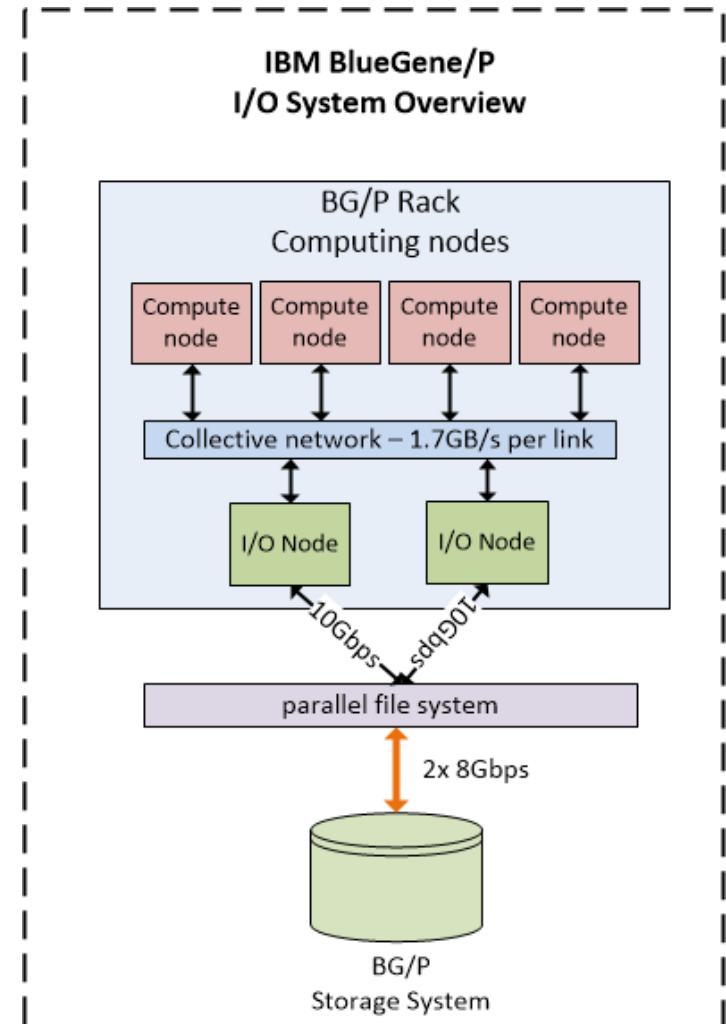 IBM BlueGene/P
I/O System Overview
BG/P Rack
Computing nodes
Compute
node
Compute
node
Compute
node
Compute
node
Collective network – 1.7GB/s per link
I/O Node
I/O Node
10Gbps
10Gbps
parallel file system
2x 8Gbps
BG/P
Storage System